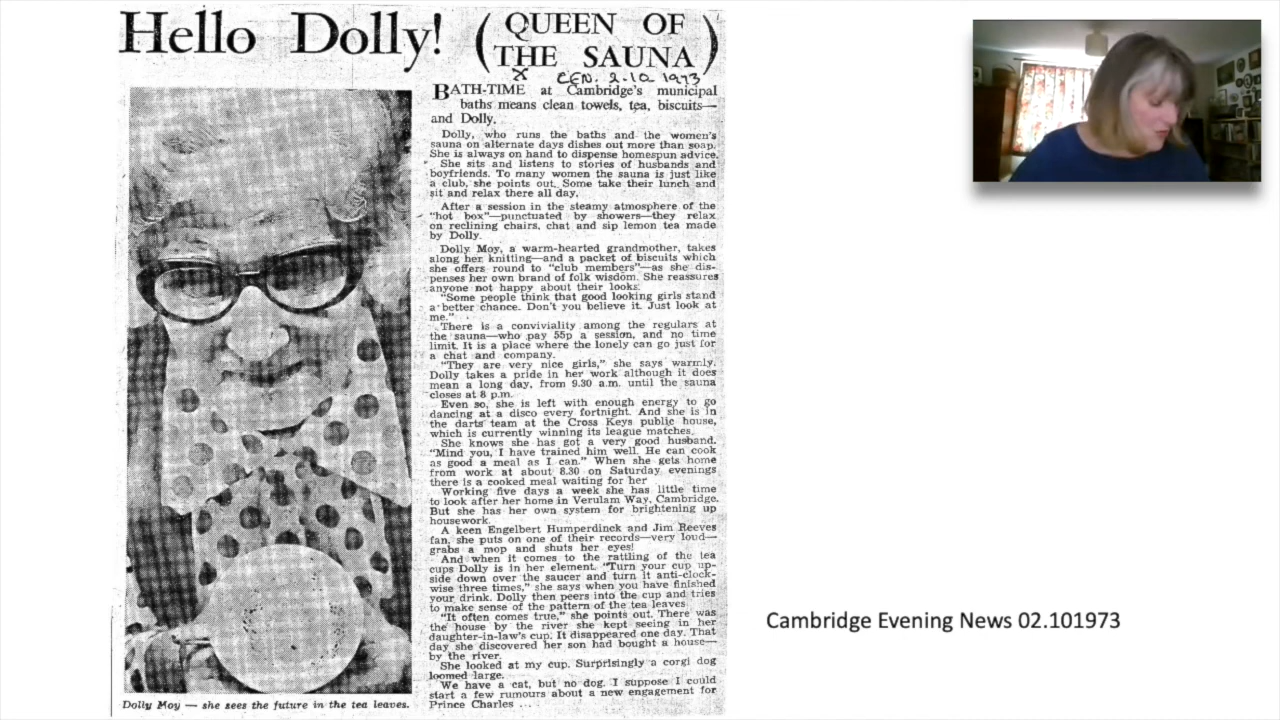 Hello Dolly!
( QUEEN OF
THE SAUNA )
X C.E.N. 2.10.1973
BATH-TIME at Cambridge's municipal
baths means clean towels, tea, biscuits—
and Dolly.
Dolly, who runs the baths and the women's
sauna on alternate days dishes out more than soap.
She is always on hand to dispense homespun advice.
She sits and listens to stories of husbands and
boyfriends. To many women the sauna is just like
a club, she points out. Some take their lunch and
sit and relax there all day.
After a session in the steamy atmosphere of the
"hot box"—punctuated by showers—they relax
on reclining chairs, chat and sip lemon tea made
by Dolly.
Dolly Moy, a warm-hearted grandmother, takes
along her knitting—and a packet of biscuits which
she offers round to "club members"—as she dis-
penses her own brand of folk wisdom. She reassures
anyone not happy about their looks.
"Some people think that good looking girls stand
a better chance. Don't you believe it. Just look at
me."
There is a conviviality among the regulars at
the sauna—who pay 55p a session, and no time
limit. It is a place where the lonely can go just for
a chat and company.
"They are very nice girls," she says warmly.
Dolly takes a pride in her work although it does
mean a long day, from 9.30 a.m. until the sauna
closes at 8 p.m.
Even so, she is left with enough energy to go
dancing at a disco every fortnight. And she is in
the darts team at the Cross Keys public house,
which is currently winning its league matches.
She knows she has got a very good husband.
"Mind you, I have trained him well. He can cook
as good a meal as I can." When she gets home
from work at about 8.30 on Saturday evenings
there is a cooked meal waiting for her
Working five days a week she has little time
to look after her home in Verulam Way, Cambridge.
But she has her own system for brightening up
housework.
A keen Engelbert Humperdinck and Jim Reeves
fan, she puts on one of their records—very loud—
grabs a mop and shuts her eyes!
And when it comes to the rattling of the tea
cups Dolly is in her element. "Turn your cup up-
side down over the saucer and turn it anti-clock-
wise three times," she says when you have finished
your drink. Dolly then peers into the cup and tries
to make sense of the pattern of the tea leaves
"It often comes true," she points out. There was
the house by the river she kept seeing in her
daughter-in-law's cup. It disappeared one day. That
day she discovered her son had bought a house—
by the river.
She looked at my cup. Surprisingly a corgi dog
loomed large.
We have a cat, but no dog. I suppose I could
start a few rumours about a new engagement for
Prince Charles ...
Dolly Moy — she sees the future in the tea leaves.
Cambridge Evening News 02.101973